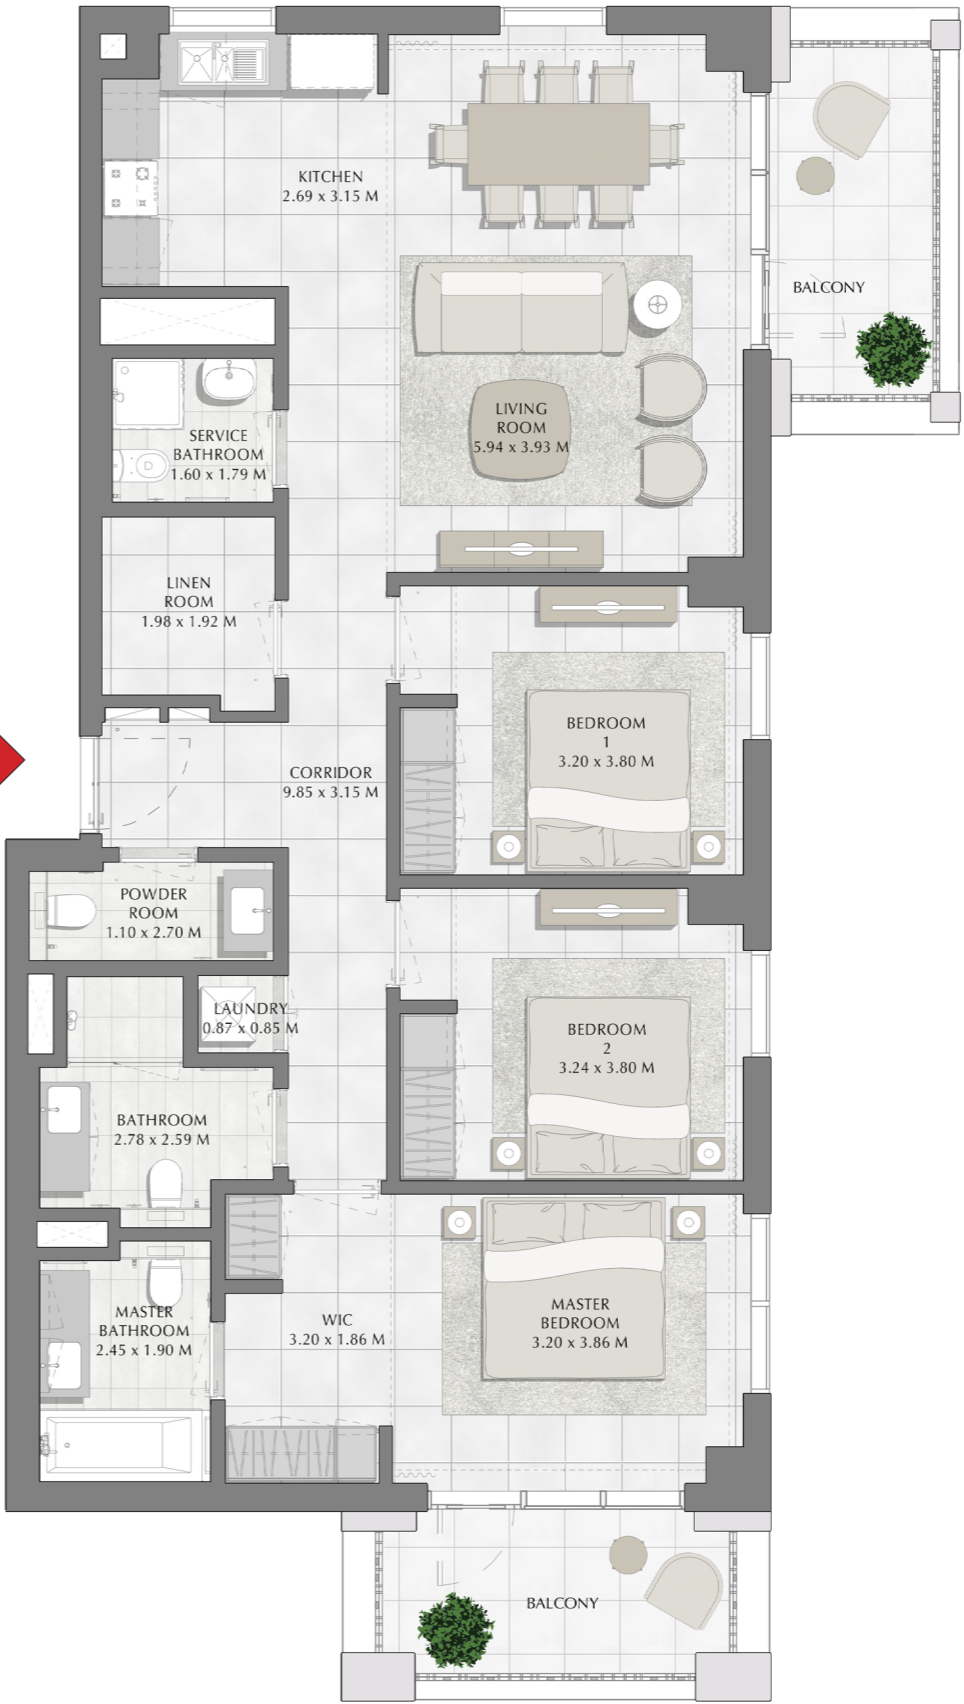 KITCHEN
2.69 x 3.15 M
BALCONY
LIVING
ROOM
5.94 x 3.93 M
SERVICE
BATHROOM
1.60 x 1.79 M
LINEN
ROOM
1.98 x 1.92 M
BEDROOM
1
3.20 x 3.80 M
CORRIDOR
9.85 x 3.15 M
POWDER
ROOM
1.10 x 2.70 M
LAUNDRY
0.87 x 0.85 M
BEDROOM
2
3.24 x 3.80 M
BATHROOM
2.78 x 2.59 M
MASTER
BATHROOM
2.45 x 1.90 M
WIC
3.20 x 1.86 M
MASTER
BEDROOM
3.20 x 3.86 M
BALCONY